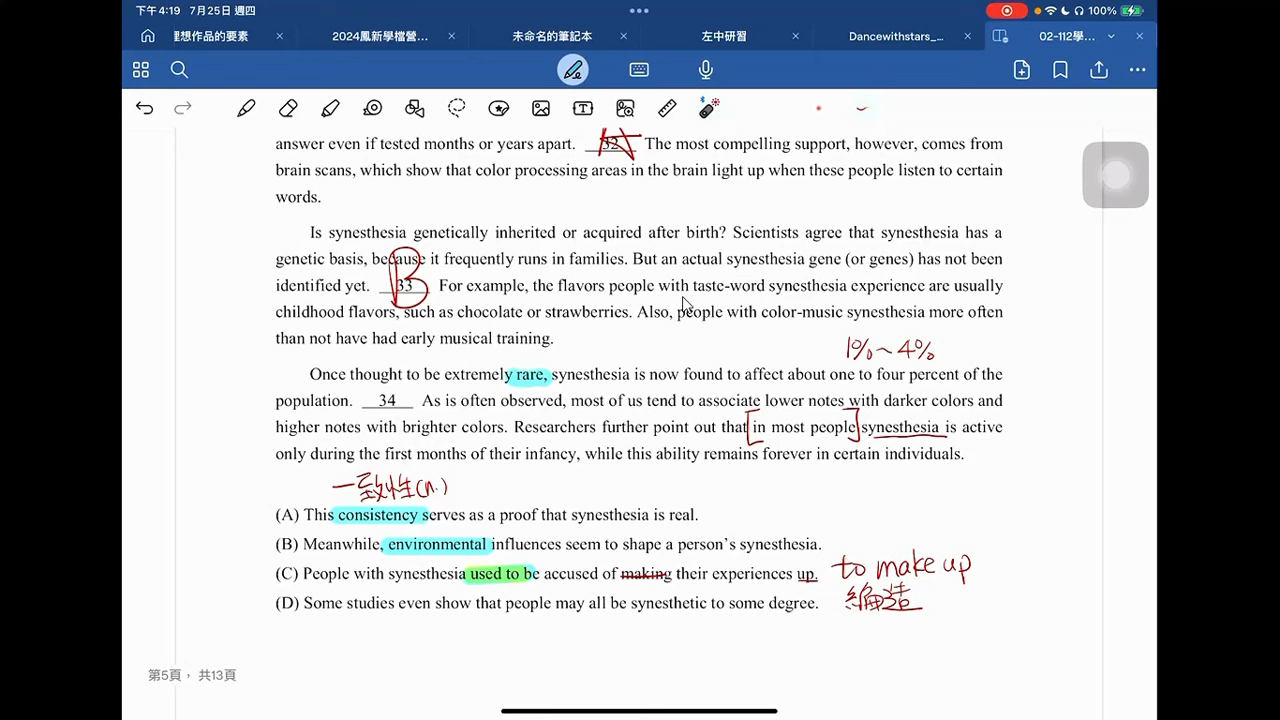 下午4:19 7月25日 週四
100%
理想作品的要素
2024鳳新學檔營...
未命名的筆記本
左中研習
Dancewithstars_...
02-112學...
answer even if tested months or years apart. 32 A The most compelling support, however, comes from
brain scans, which show that color processing areas in the brain light up when these people listen to certain
words.
Is synesthesia genetically inherited or acquired after birth? Scientists agree that synesthesia has a
genetic basis, because it frequently runs in families. But an actual synesthesia gene (or genes) has not been
identified yet. 33 B For example, the flavors people with taste-word synesthesia experience are usually
childhood flavors, such as chocolate or strawberries. Also, people with color-music synesthesia more often
than not have had early musical training.
1%~4%
Once thought to be extremely rare, synesthesia is now found to affect about one to four percent of the
population. 34 As is often observed, most of us tend to associate lower notes with darker colors and
higher notes with brighter colors. Researchers further point out that [in most people] synesthesia is active
only during the first months of their infancy, while this ability remains forever in certain individuals.
一致性(n.)
(A) This consistency serves as a proof that synesthesia is real.
(B) Meanwhile, environmental influences seem to shape a person's synesthesia.
(C) People with synesthesia used to be accused of making their experiences up. to make up
(D) Some studies even show that people may all be synesthetic to some degree. 編造
第5頁， 共13頁